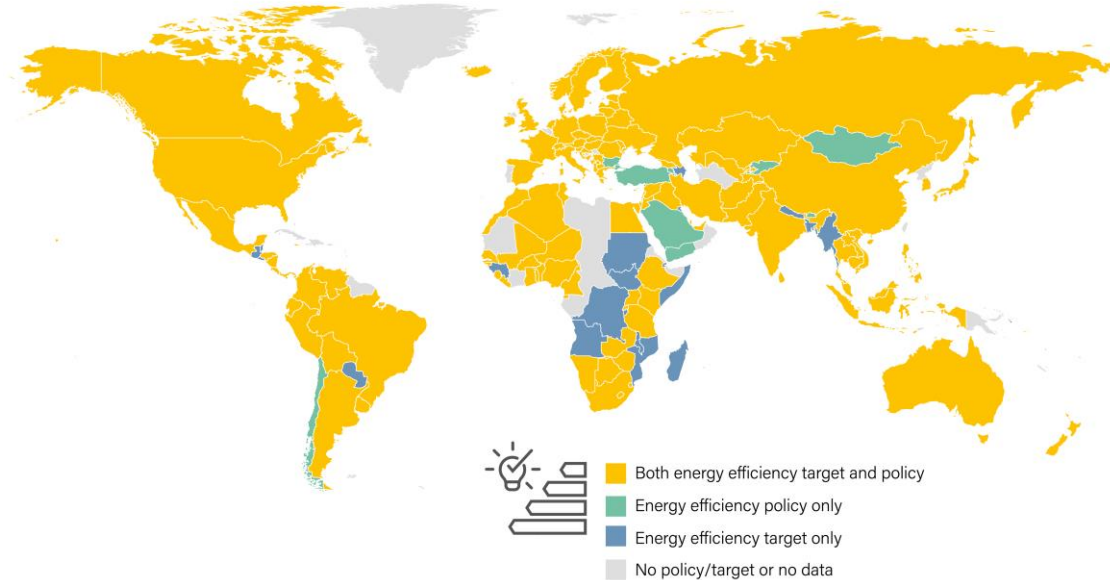 Both energy efficiency target and policy
Energy efficiency policy only
Energy efficiency target only
No policy/target or no data